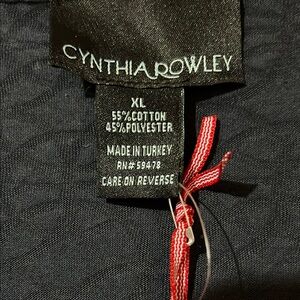 CYNTHIA ROWLEY
XL
55% COTTON
45% POLYESTER
MADE IN TURKEY
RN# 59478
CARE ON REVERSE